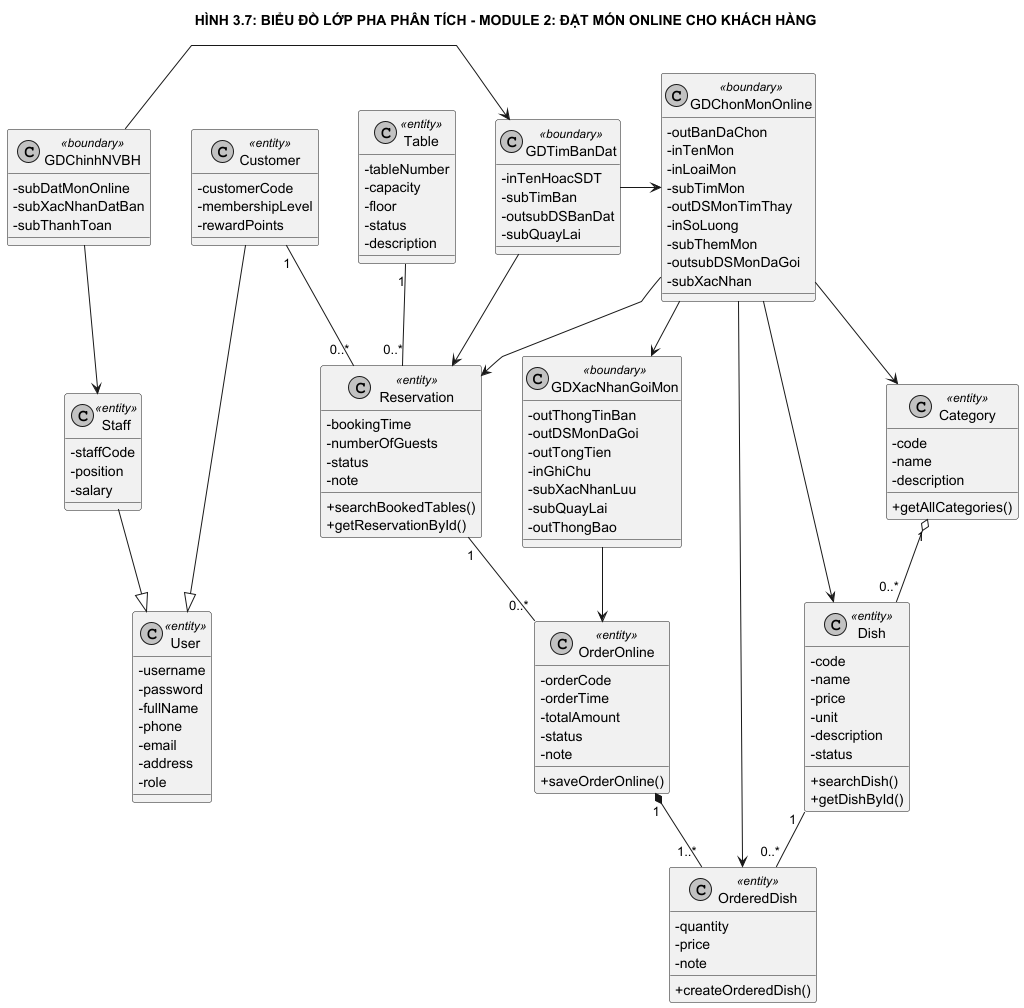 HÌNH 3.7: BIỂU ĐỒ LỚP PHA PHÂN TÍCH - MODULE 2: ĐẶT MÓN ONLINE CHO KHÁCH HÀNG
C
«boundary»
GDChinhNVBH
-subDatMonOnline
-subXacNhanDatBan
-subThanhToan
C
«entity»
Customer
-customerCode
-membershipLevel
-rewardPoints
C
«entity»
Table
-tableNumber
-capacity
-floor
-status
-description
C
«boundary»
GDTimBanDat
-inTenHoacSDT
-subTimBan
-outsubDSBanDat
-subQuayLai
C
«boundary»
GDChonMonOnline
-outBanDaChon
-inTenMon
-inLoaiMon
-subTimMon
-outDSMonTimThay
-inSoLuong
-subThemMon
-outsubDSMonDaGoi
-subXacNhan
1
1
0..*
0..*
C
«entity»
Staff
-staffCode
-position
-salary
C
«entity»
Reservation
-bookingTime
-numberOfGuests
-status
-note
+searchBookedTables()
+getReservationById()
C
«boundary»
GDXacNhanGoiMon
-outThongTinBan
-outDSMonDaGoi
-outTongTien
-inGhiChu
-subXacNhanLuu
-subQuayLai
-outThongBao
C
«entity»
Category
-code
-name
-description
+getAllCategories()
1
0..*
1
0..*
C
«entity»
User
-username
-password
-fullName
-phone
-email
-address
-role
C
«entity»
OrderOnline
-orderCode
-orderTime
-totalAmount
-status
-note
+saveOrderOnline()
C
«entity»
Dish
-code
-name
-price
-unit
-description
-status
+searchDish()
+getDishById()
1
1..*
1
0..*
C
«entity»
OrderedDish
-quantity
-price
-note
+createOrderedDish()